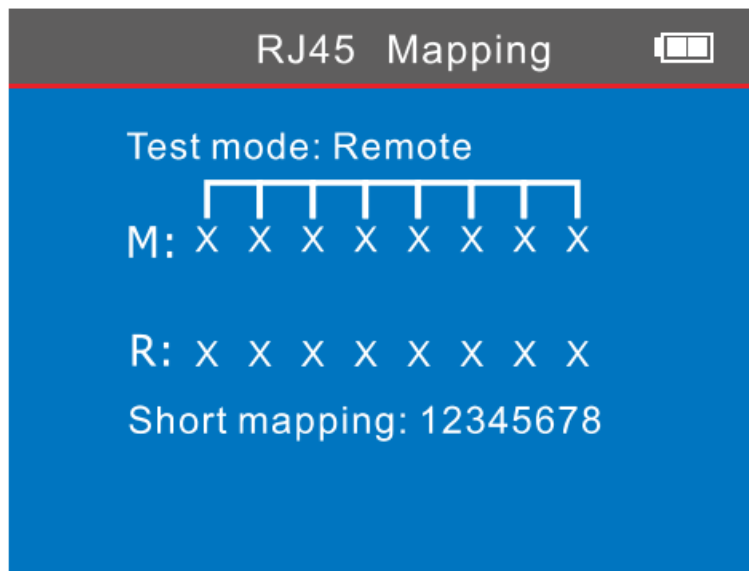 RJ45 Mapping
Test mode: Remote
M: X X X X X X X X
R: X X X X X X X X
Short mapping: 12345678